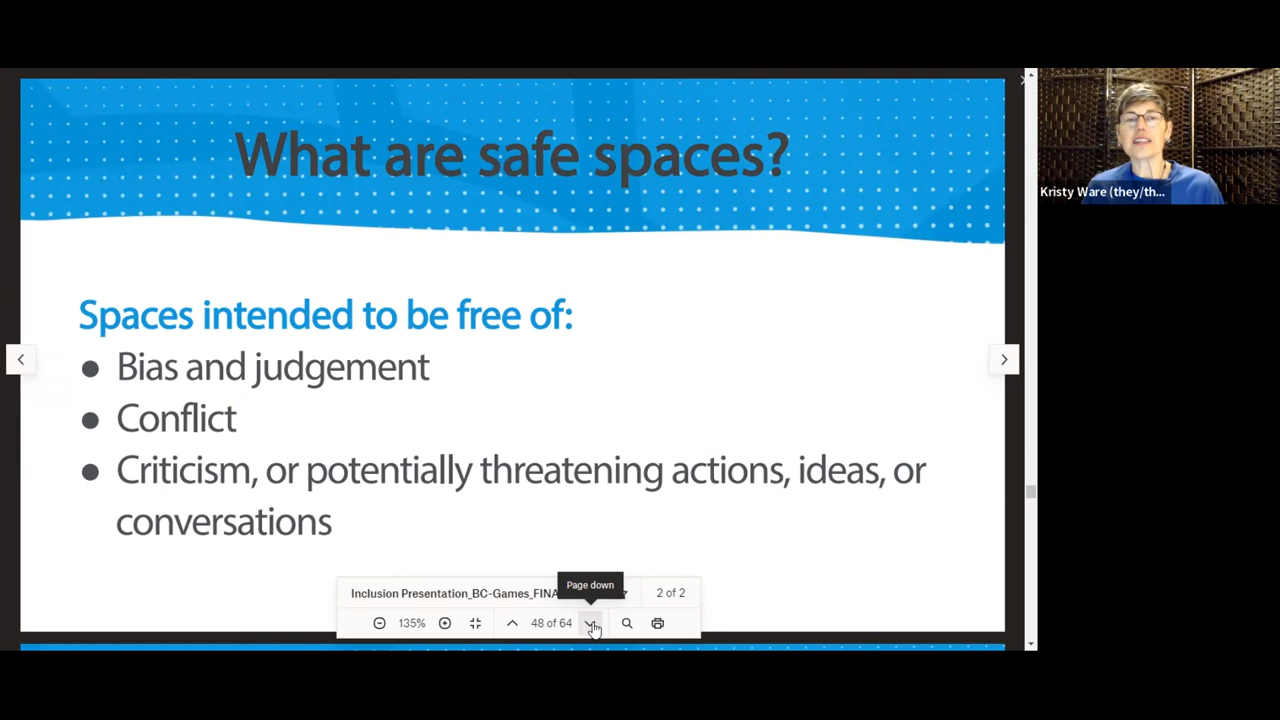 What are safe spaces?
Kristy Ware (they/th...
Spaces intended to be free of:
● Bias and judgement
● Conflict
● Criticism, or potentially threatening actions, ideas, or
conversations
Page down
Inclusion Presentation_BC-Games_FINA
2 of 2
135%
48 of 64